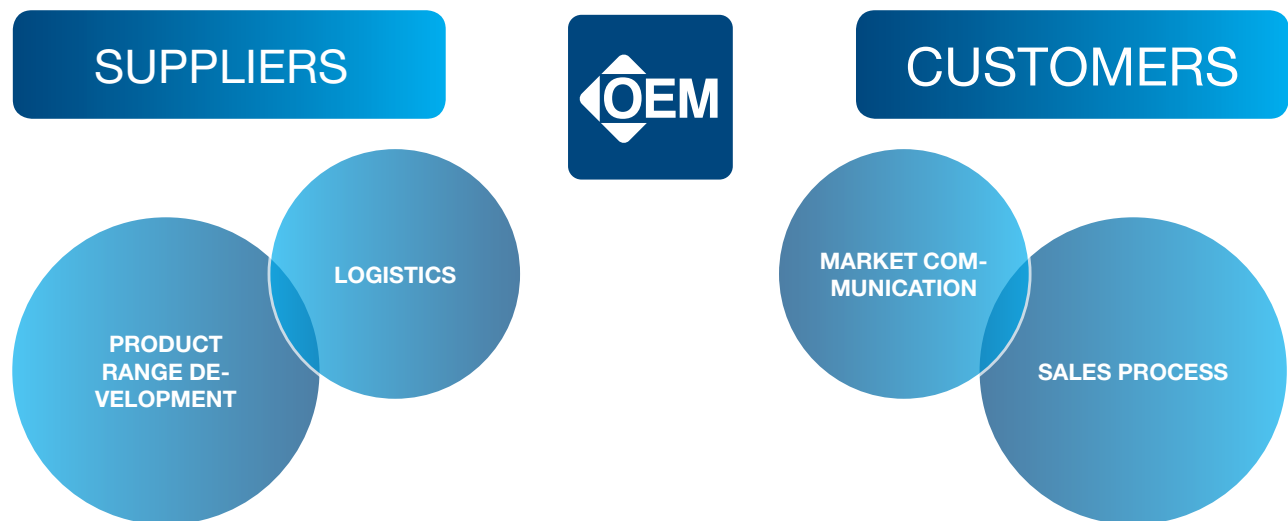 SUPPLIERS
OEM
CUSTOMERS
LOGISTICS
PRODUCT
RANGE DE-
VELOPMENT
MARKET COM-
MUNICATION
SALES PROCESS